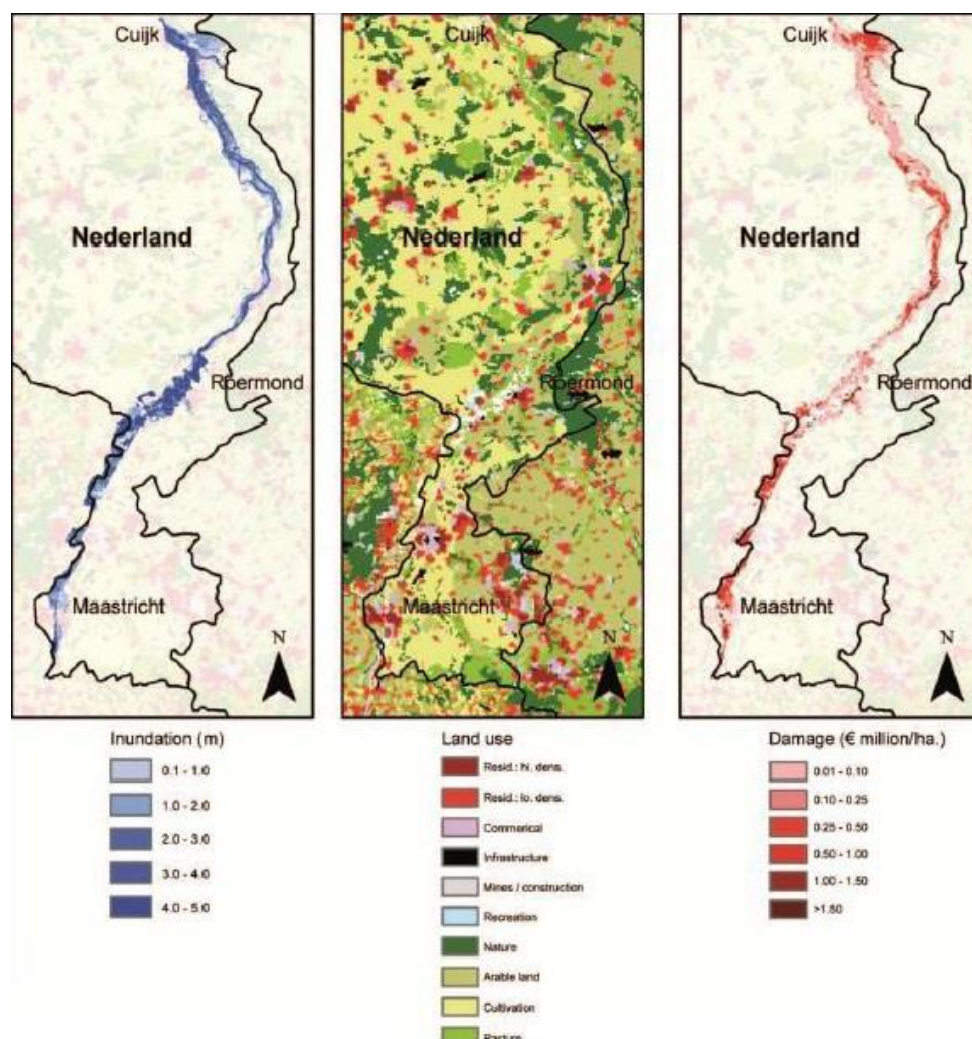 Cuijk
Nederland
Roermond
Maastricht
N
Cuijk
Nederland
Roermond
Maastricht
N
Cuijk
Nederland
Roermond
Maastricht
N
Inundation (m)
0.1 - 1.0
1.0 - 2.0
2.0 - 3.0
3.0 - 4.0
4.0 - 5.0
Land use
Resid.: hi. dens.
Resid.: lo. dens.
Commerical
Infrastructure
Mines / construction
Recreation
Nature
Arable land
Cultivation
Pasture
Damage (€ million/ha.)
0.01 - 0.10
0.10 - 0.25
0.25 - 0.50
0.50 - 1.00
1.00 - 1.50
>1.50